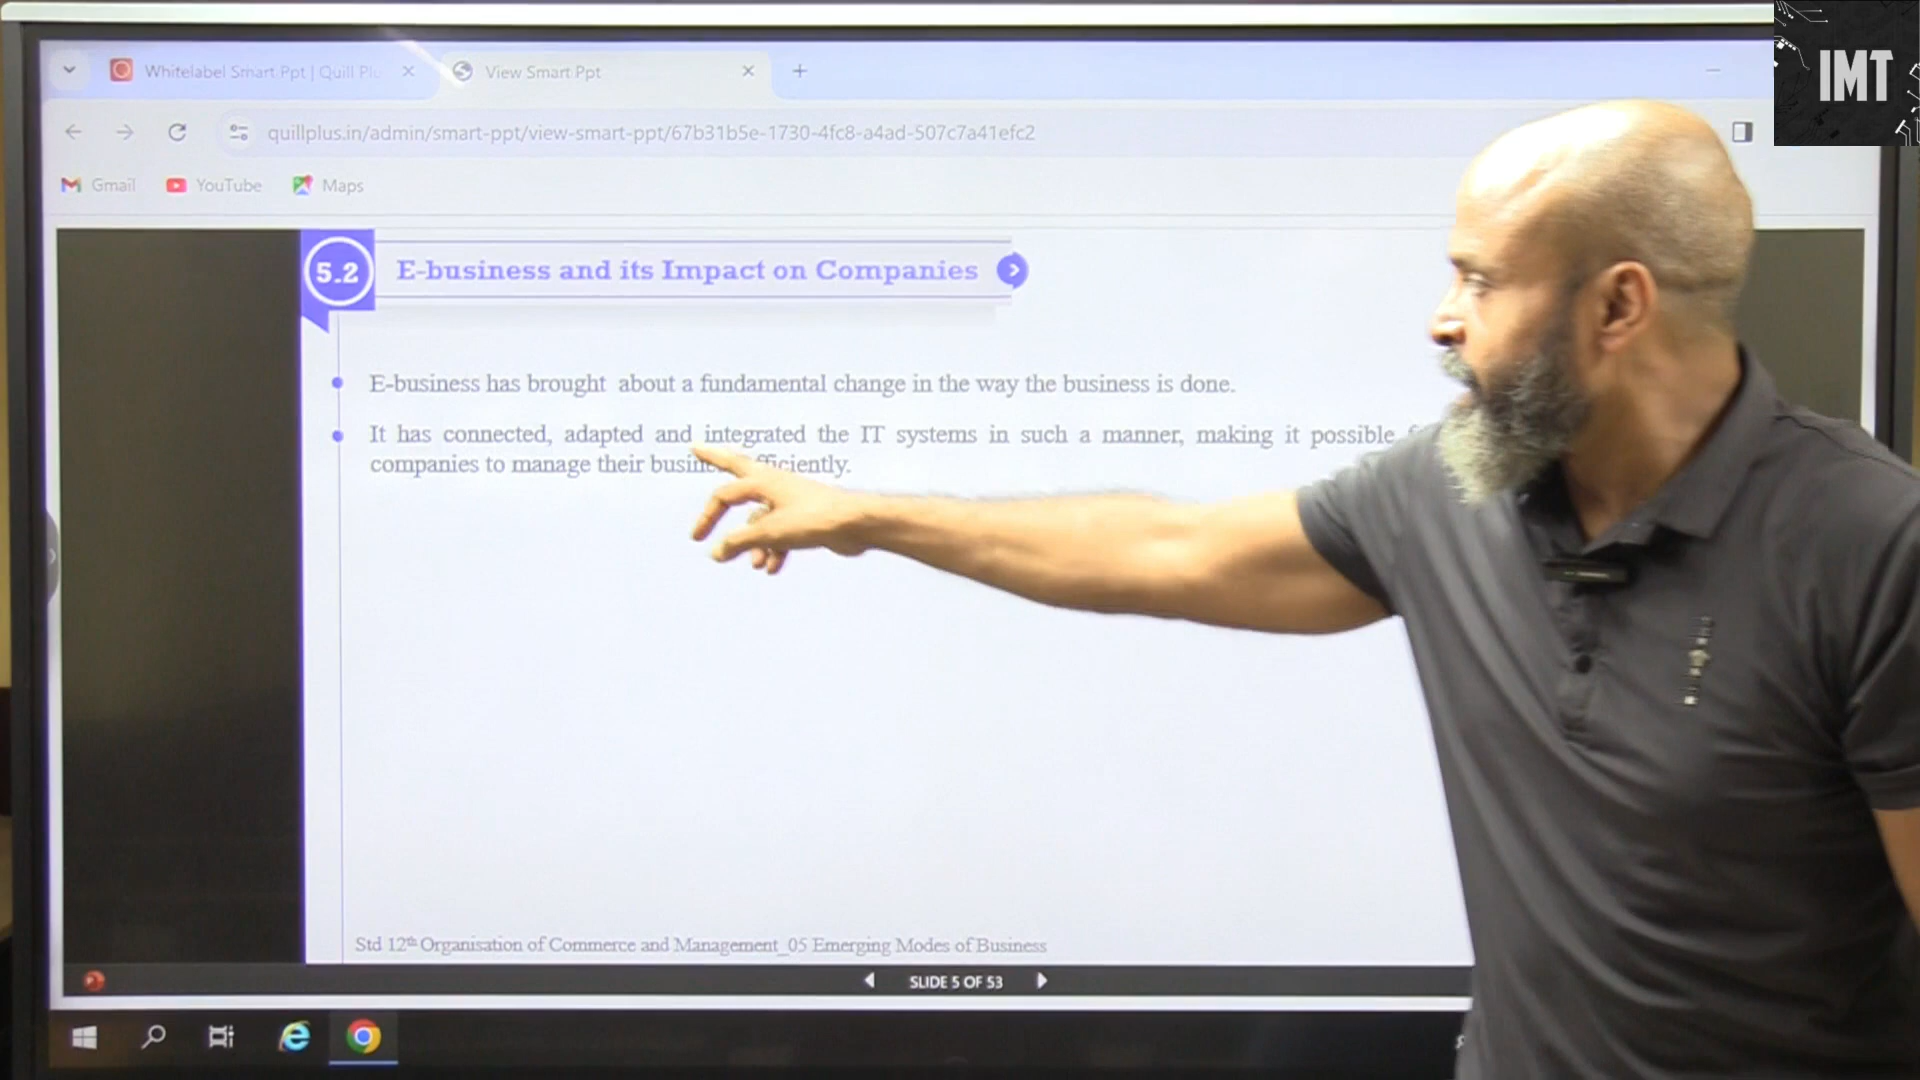 IMT
Whitelabel Smart Ppt | Quill Plu
View Smart Ppt
quillplus.in/admin/smart-ppt/view-smart-ppt/67b31b5e-1730-4fc8-a4ad-507c7a41efc2
Gmail YouTube Maps
5.2 E-business and its Impact on Companies
E-business has brought about a fundamental change in the way the business is done.
It has connected, adapted and integrated the IT systems in such a manner, making it possible
companies to manage their
Std 12th Organisation of Commerce and Management_05 Emerging Modes of Business
SLIDE 5 OF 53